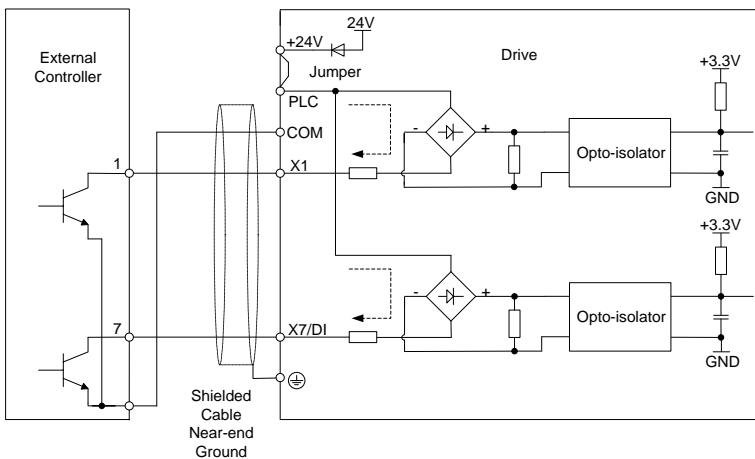 External
Controller
1
7
Shielded
Cable
Near-end
Ground
24V
+24V
Jumper
PLC
COM
X1
X7/DI
Drive
- +
Opto-isolator
+3.3V
GND
- +
Opto-isolator
+3.3V
GND